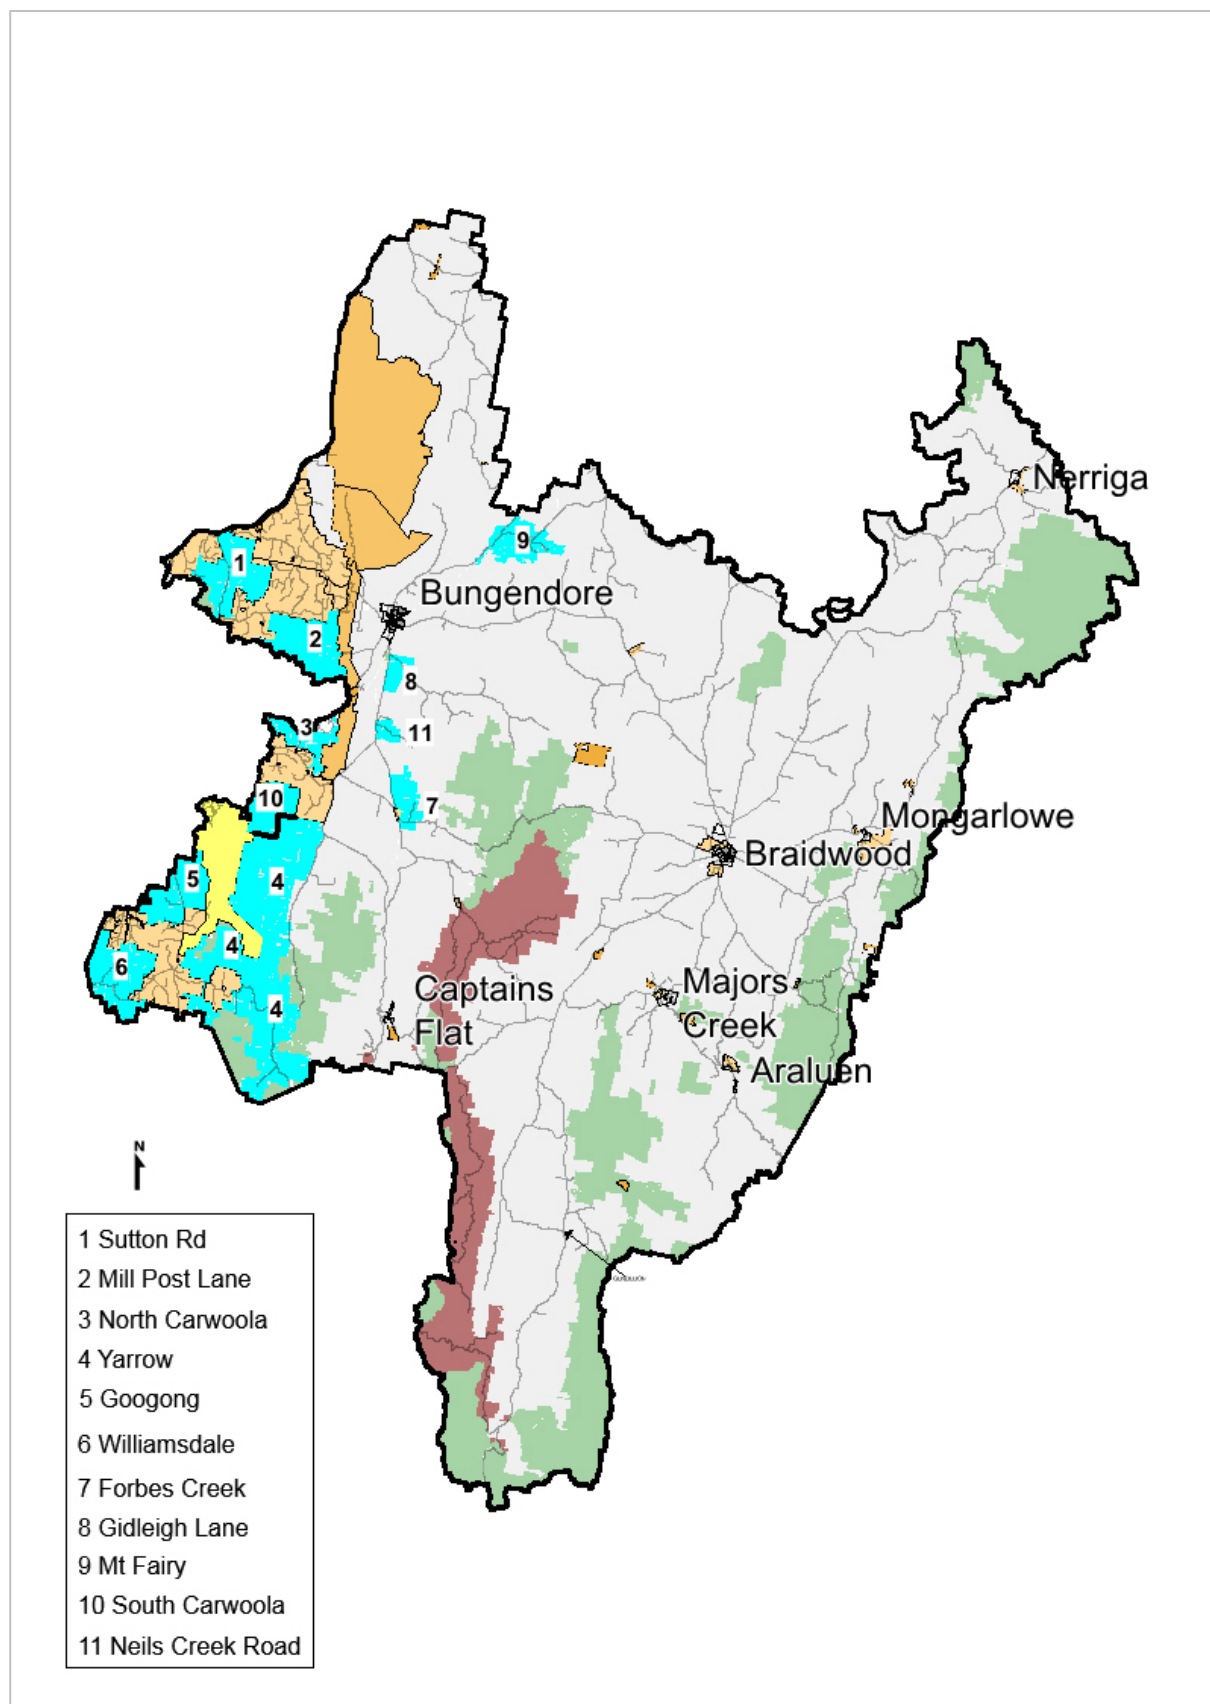 Nerriga
9
1
Bungendore
2
8
3
11
10
7
Mongarlowe
Braidwood
5
4
4
6
Captains
Flat
4
Majors
Creek
Araluen
N
1 Sutton Rd
2 Mill Post Lane
3 North Carwoola
4 Yarrow
5 Googong
6 Williamsdale
7 Forbes Creek
8 Gidleigh Lane
9 Mt Fairy
10 South Carwoola
11 Neils Creek Road